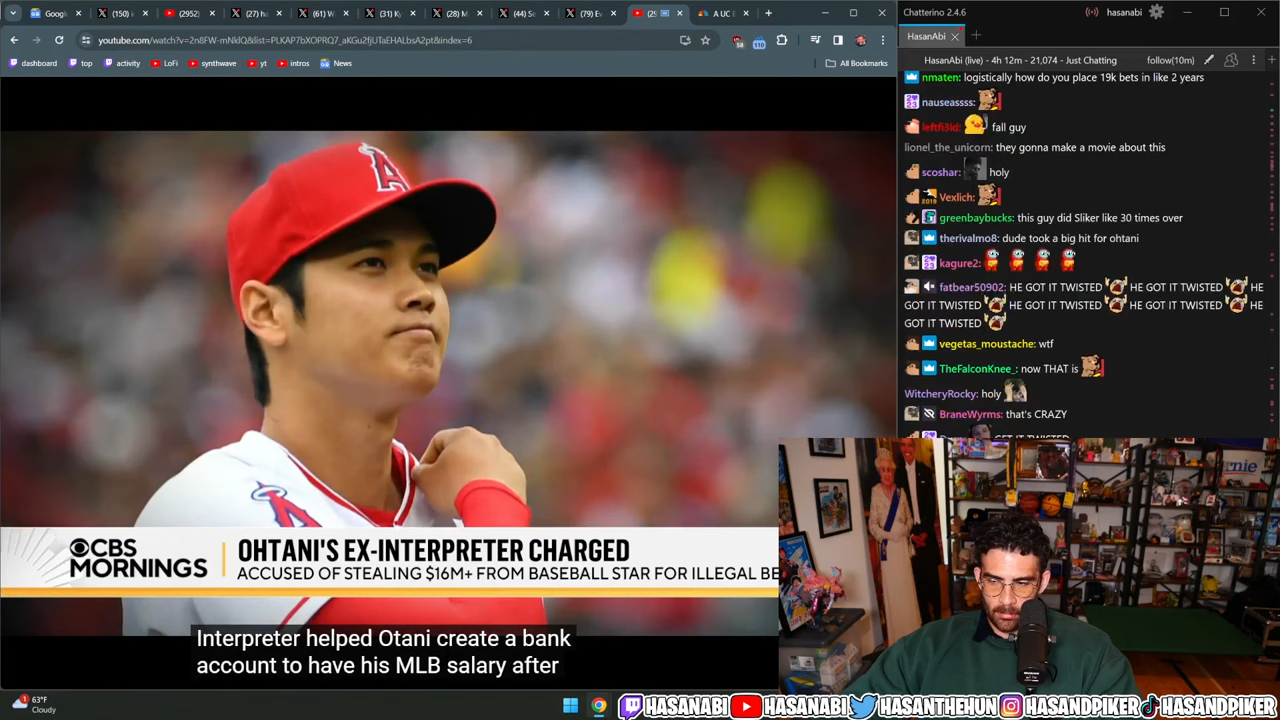 Chatterino 2.4.6
hasanabi
youtube.com/watch?v=2n8FW-mNklQ&list=PLKAP7bXOPRQ7_aKGu2fjUTaEHALbsA2pt&index=6
HasanAbi
dashboard
top
activity
LoFi
synthwave
yt
intros
News
All Bookmarks
HasanAbi (live) - 4h 12m - 21,074 - Just Chatting
follow(10m)
nmaten: logistically how do you place 19k bets in like 2 years
nauseassss:
leftfi3ld: fall guy
lionel_the_unicorn: they gonna make a movie about this
scoshar: holy
Vexlich:
greenbaybucks: this guy did Sliker like 30 times over
therivalmo8: dude took a big hit for ohtani
kagure2:
fatbear50902: HE GOT IT TWISTED HE GOT IT TWISTED HE
GOT IT TWISTED HE GOT IT TWISTED HE GOT IT TWISTED HE
GOT IT TWISTED
vegetas_moustache: wtf
TheFalconKnee_: now THAT is
WitcheryRocky: holy
BraneWyrms: that's CRAZY
GET IT TWISTED
CBS
MORNINGS
OHTANI'S EX-INTERPRETER CHARGED
ACCUSED OF STEALING $16M+ FROM BASEBALL STAR FOR ILLEGAL BE
Interpreter helped Otani create a bank
account to have his MLB salary after
63°F
Cloudy
HASANABI
HASANABI
HASANTHEHUN
HASANDPIKER
HASANDPIKER